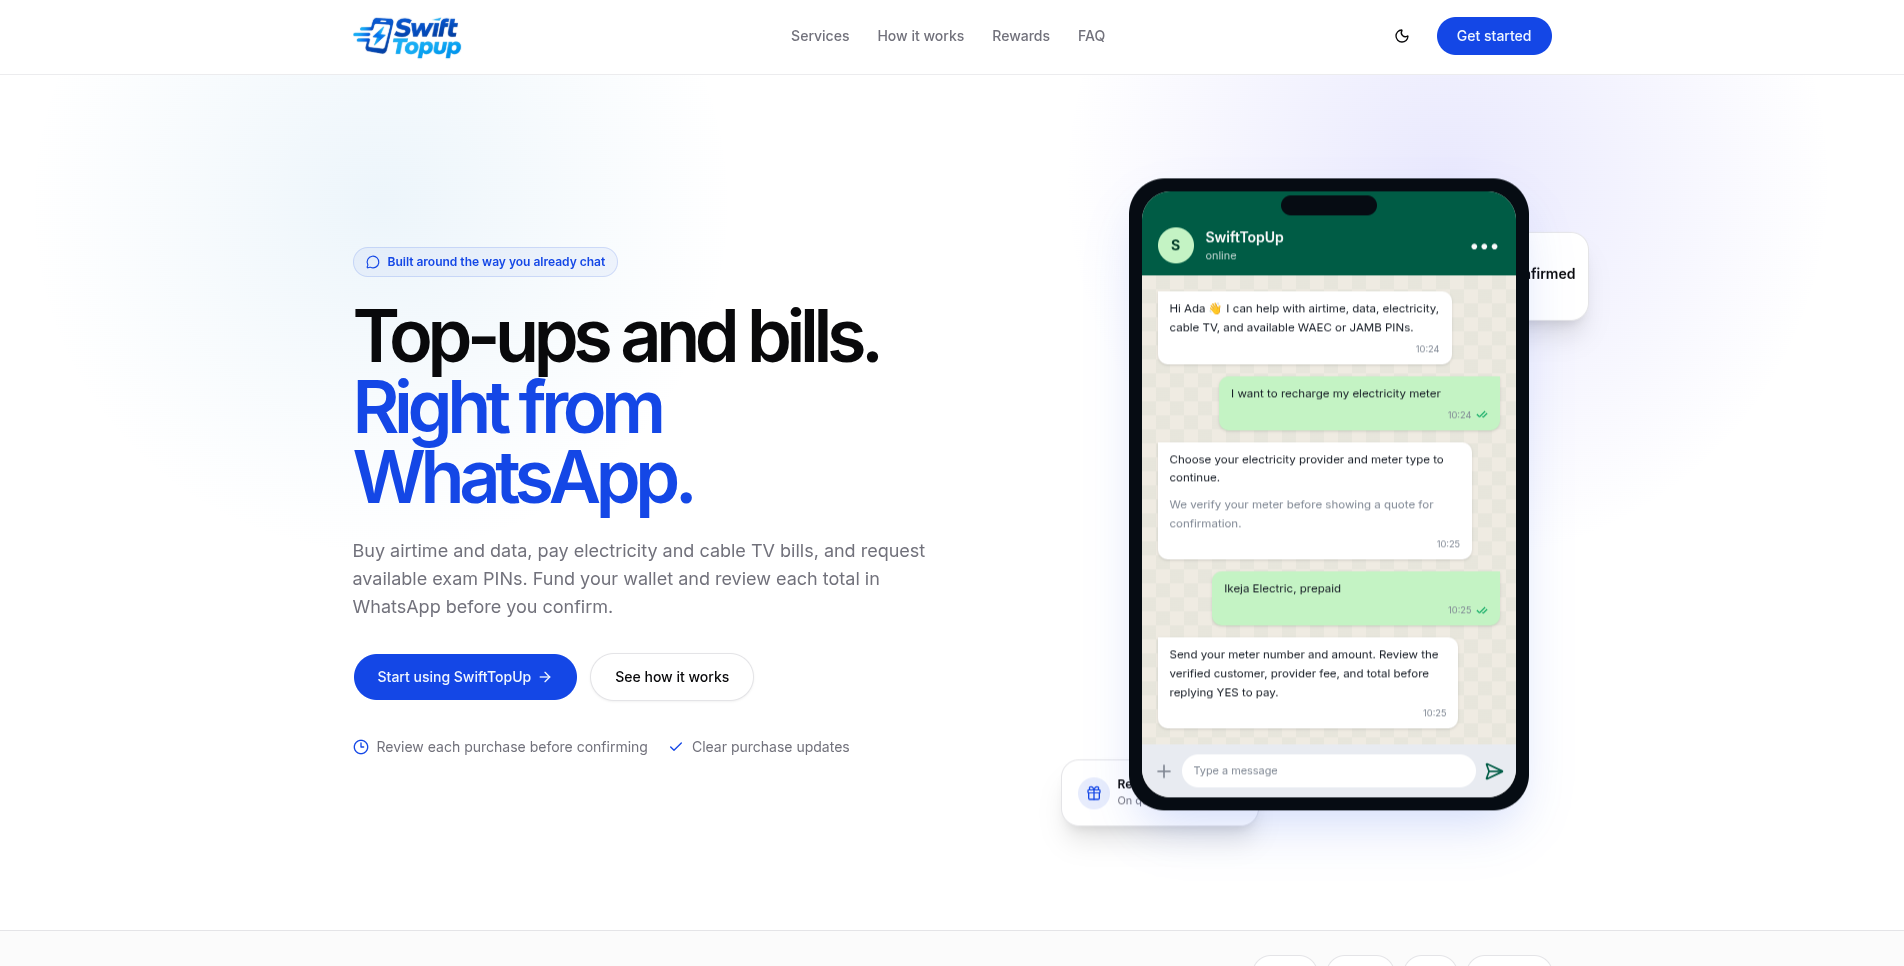 Swift
Topup
Services
How it works
Rewards
FAQ
Get started
Built around the way you already chat
Top-ups and bills.
Right from
WhatsApp.
Buy airtime and data, pay electricity and cable TV bills, and request
available exam PINs. Fund your wallet and review each total in
WhatsApp before you confirm.
Start using SwiftTopUp
See how it works
Review each purchase before confirming
Clear purchase updates
S
SwiftTopUp
online
Hi Ada 👋 I can help with airtime, data, electricity,
cable TV, and available WAEC or JAMB PINs.
10:24
I want to recharge my electricity meter
10:24
Choose your electricity provider and meter type to
continue.
We verify your meter before showing a quote for
confirmation.
10:25
Ikeja Electric, prepaid
10:25
Send your meter number and amount. Review the
verified customer, provider fee, and total before
replying YES to pay.
10:25
Type a message
On